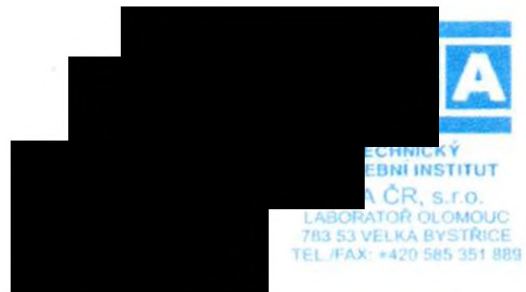 A
ECHNICKÝ
EBNÍ INSTITUT
A ČR, s.r.o.
LABORATOŘ OLOMOUC
783 53 VELKÁ BYSTŘICE
TEL./FAX: +420 585 351 889